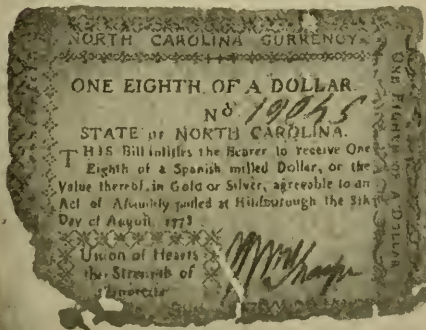 NORTH CAROLINA CURRENCY
ONE EIGHTH OF A DOLLAR.
No 19045
STATE OF NORTH CAROLINA.
THIS Bill intitles the Bearer to receive One
Eighth of a Spanish milled Dollar, or the
Value thereof, in Gold or Silver, agreeable to an
Act of Assembly passed at Hillsborough the 8th
Day of August, 1778
Union of Hearts
the Strength of
ONE EIGHTH OF A DOLLAR